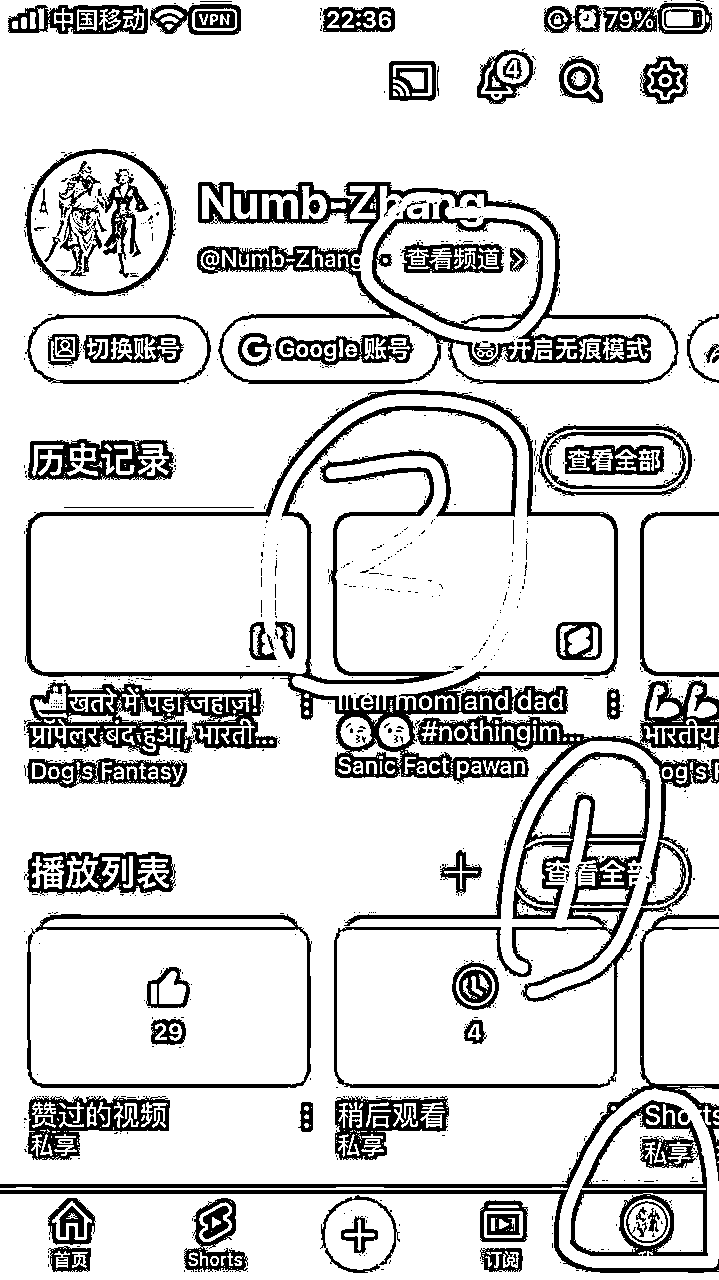 中国移动 VPN 22:36 79%
4
Numb-Zhang
@Numb-Zhang 查看频道 >
切换账号 Google 账号 开启无痕模式
历史记录 查看全部
2
खतरे में पड़ा जहाज! litell mom and dad
प्रॉपेलर बंद हुआ, भारती... #nothingim... भारतीय
Dog's Fantasy Sanic Fact pawan
1
播放列表 + 查看全部
29 4
赞过的视频 稍后观看 Shorts
私享 私享 私享
首页 Shorts + 订阅